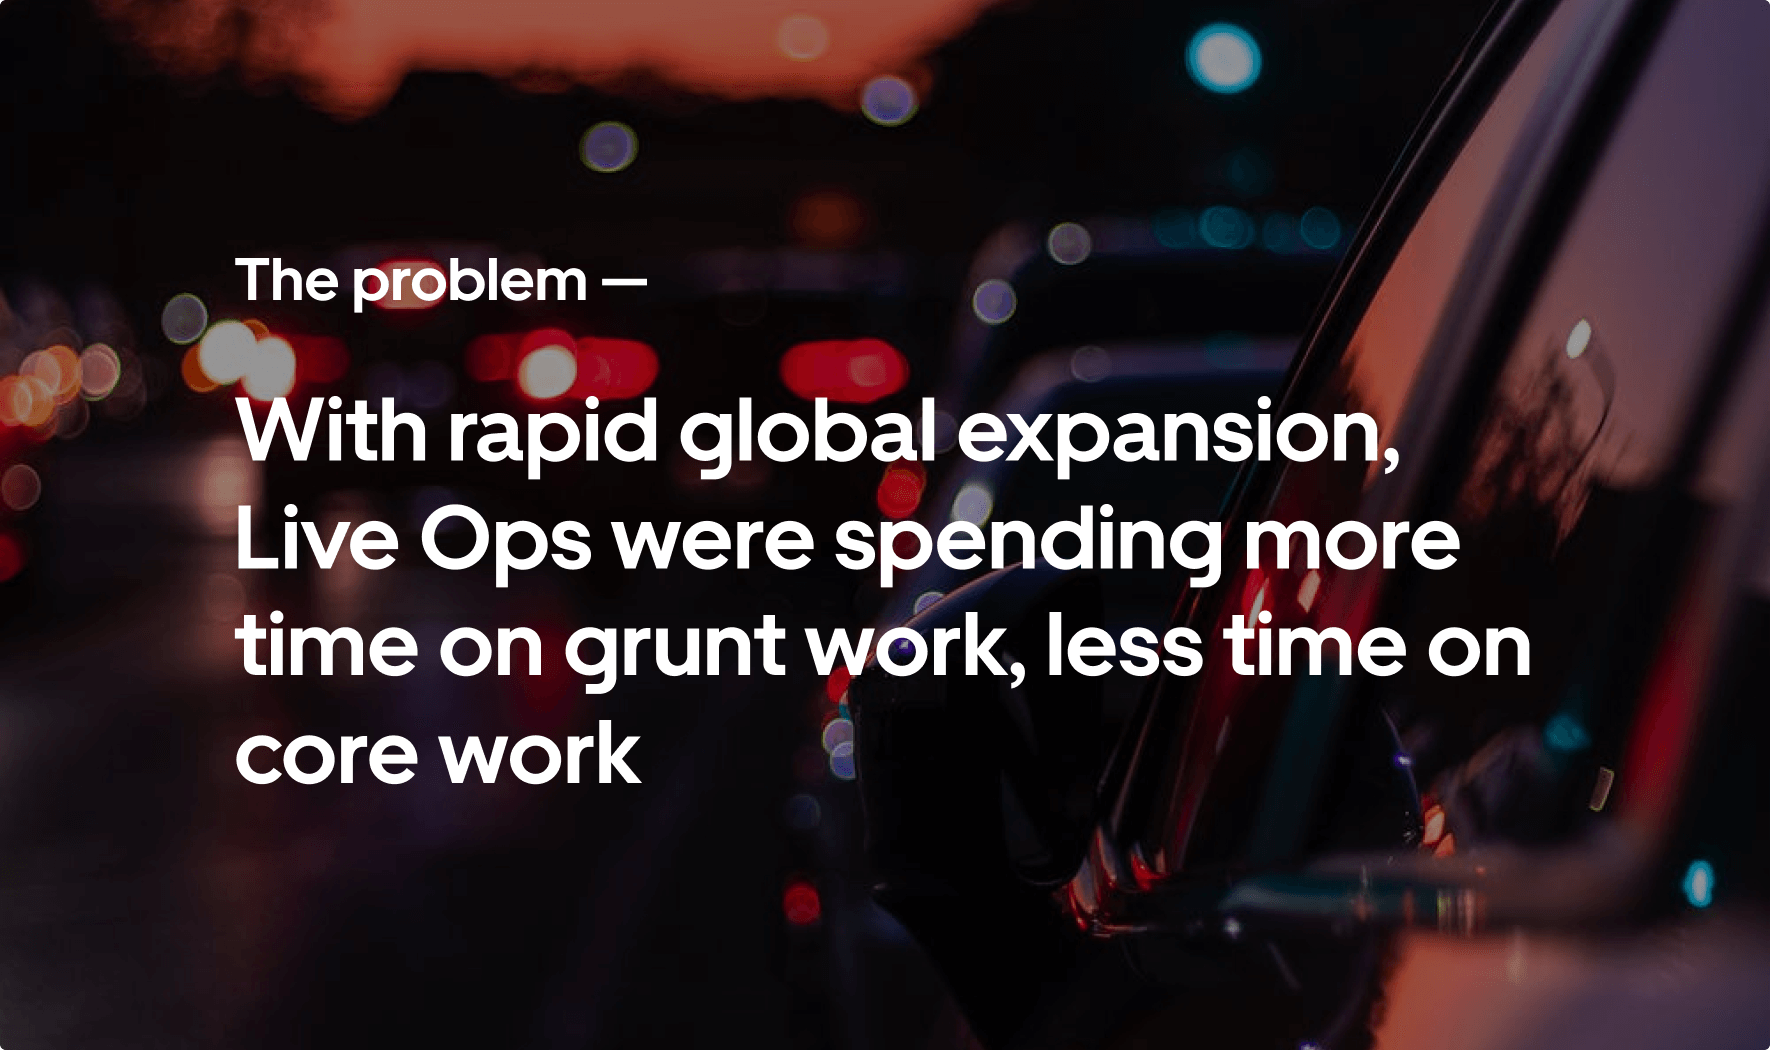 The problem —
With rapid global expansion,
Live Ops were spending more
time on grunt work, less time on
core work